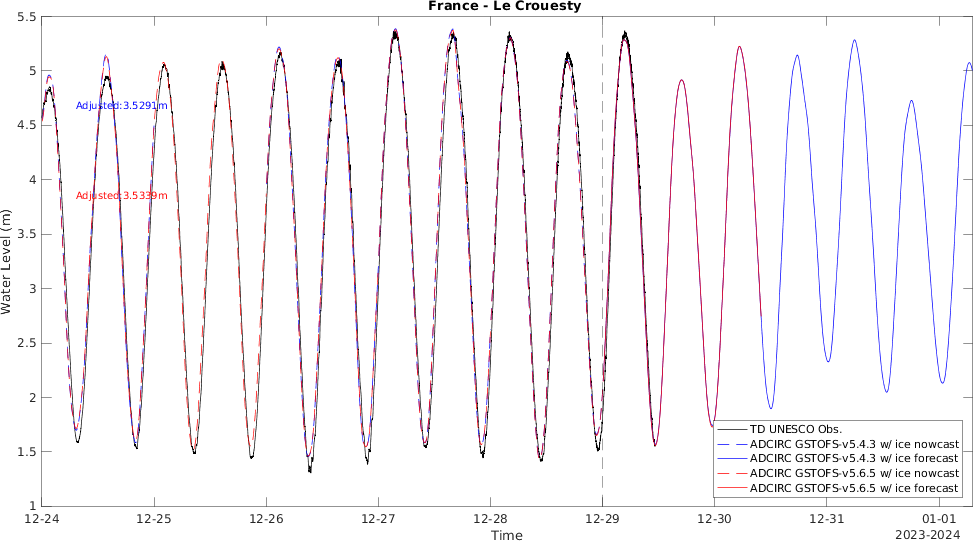 France - Le Crouesty
5.5
5
4.5
4
3.5
3
2.5
2
1.5
1
Water Level (m)
Adjusted:3.5291m
Adjusted:3.5339m
TD UNESCO Obs.
ADCIRC GSTOFS-v5.4.3 w/ ice nowcast
ADCIRC GSTOFS-v5.4.3 w/ ice forecast
ADCIRC GSTOFS-v5.6.5 w/ ice nowcast
ADCIRC GSTOFS-v5.6.5 w/ ice forecast
12-24 12-25 12-26 12-27 12-28 12-29 12-30 12-31 01-01
Time
2023-2024